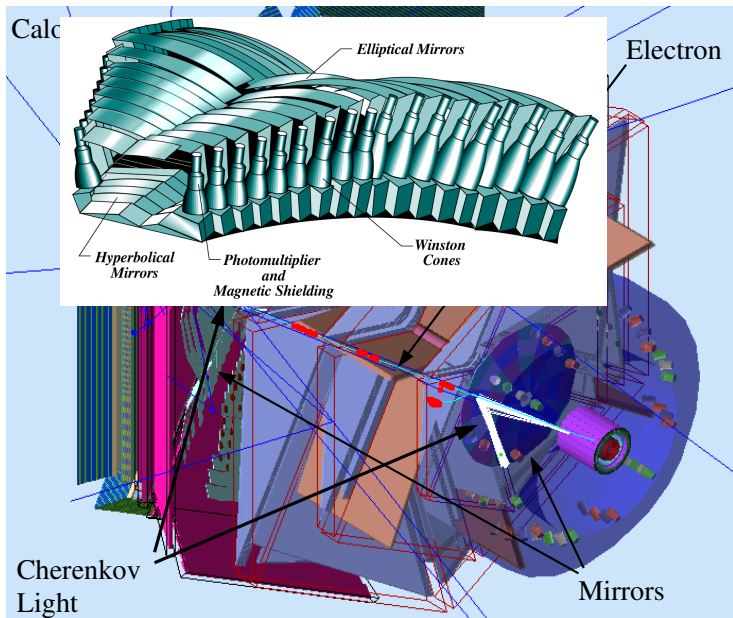 Calo
Elliptical Mirrors
Electron
Hyperbolical
Mirrors
Photomultiplier
and
Magnetic Shielding
Winston
Cones
Cherenkov
Light
Mirrors